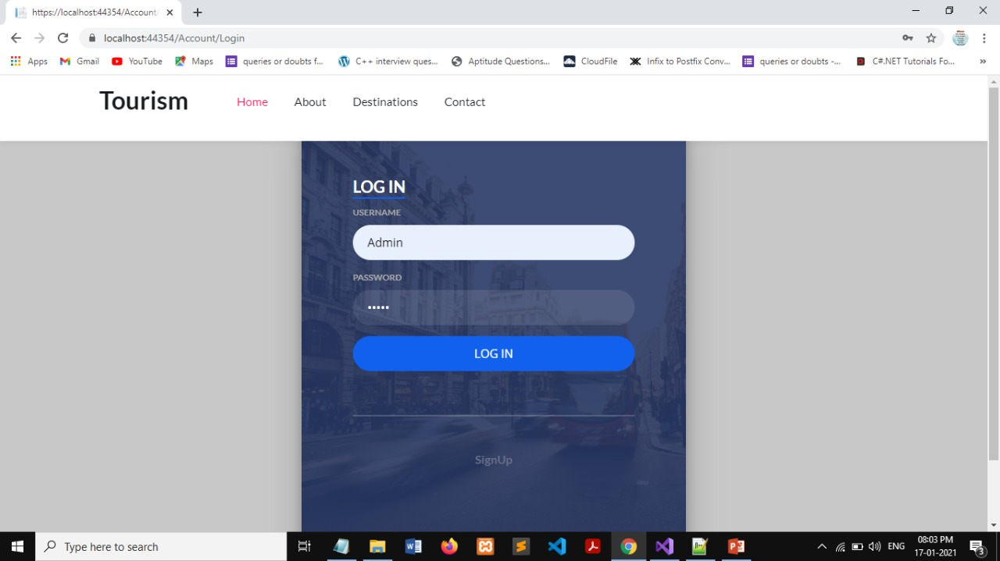 https://localhost:44354/Account/
localhost:44354/Account/Login
Apps Gmail YouTube Maps queries or doubts f... C++ interview ques... Aptitude Questions... CloudFile Infix to Postfix Conv... queries or doubts -... C#.NET Tutorials Fo... »
Tourism Home About Destinations Contact
LOG IN
USERNAME
Admin
PASSWORD
•••••
LOG IN
SignUp
Type here to search
ENG
08:03 PM
17-01-2021
3